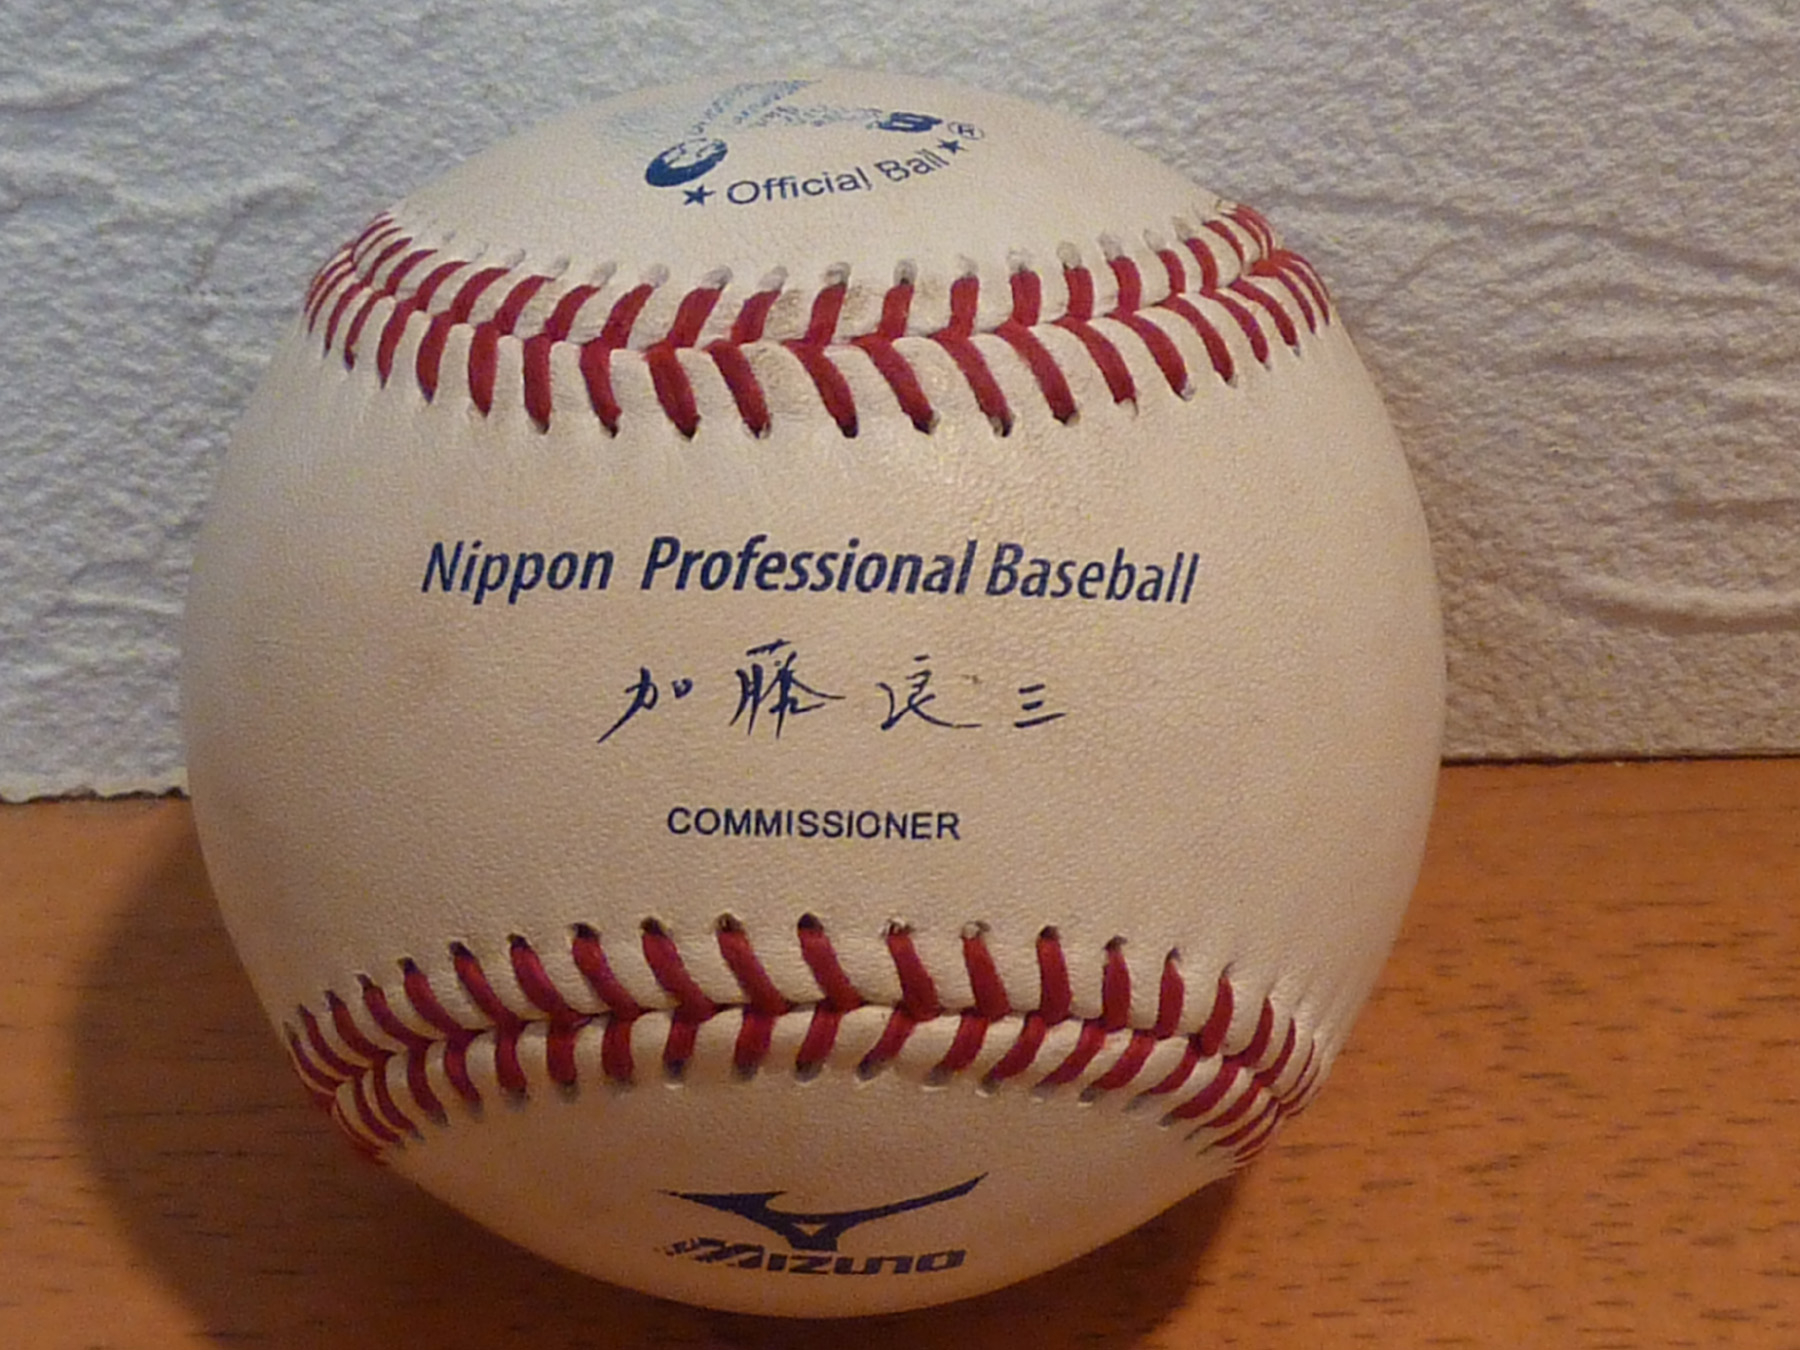 ★ Official Ball ★ ®
Nippon Professional Baseball
加藤良三
COMMISSIONER
MIZUNO